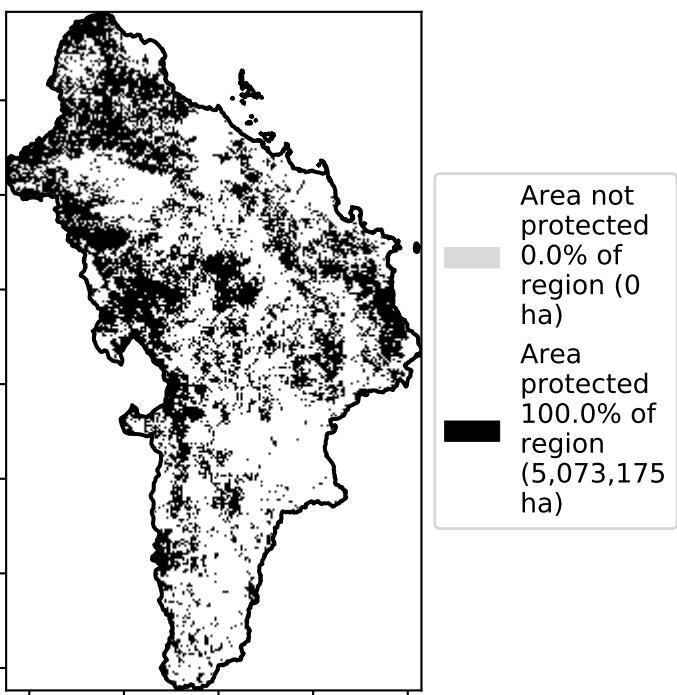 Area not
protected
0.0% of
region (0
ha)
Area
protected
100.0% of
region
(5,073,175
ha)